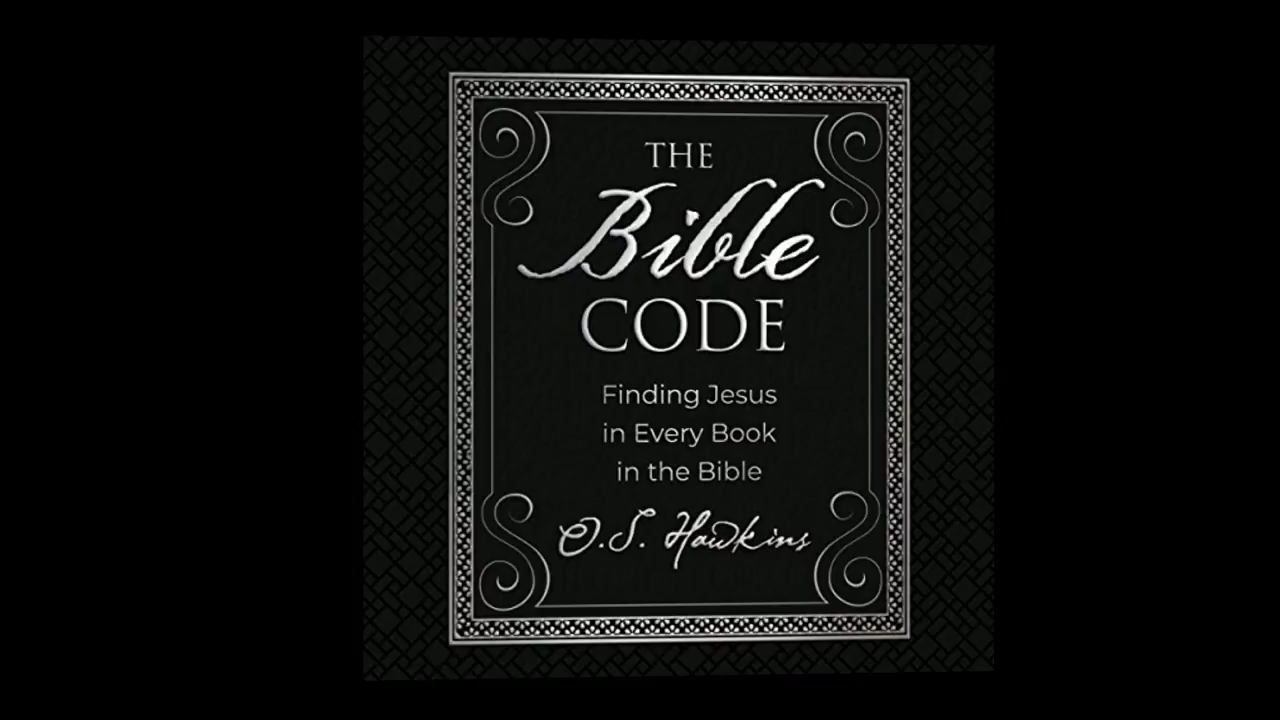 THE
Bible
CODE
Finding Jesus
in Every Book
in the Bible
O.S. Hawkins